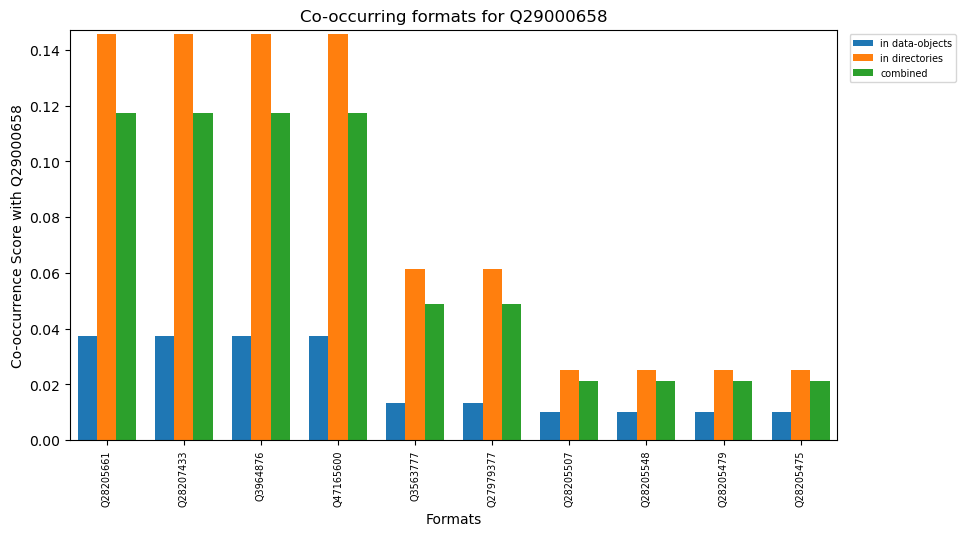 Co-occurring formats for Q29000658
in data-objects
in directories
combined
Co-occurrence Score with Q29000658
0.14
0.12
0.10
0.08
0.06
0.04
0.02
0.00
Q28205661
Q28207433
Q3964876
Q47165600
Q3563777
Q27979377
Q28205507
Q28205548
Q28205479
Q28205475
Formats